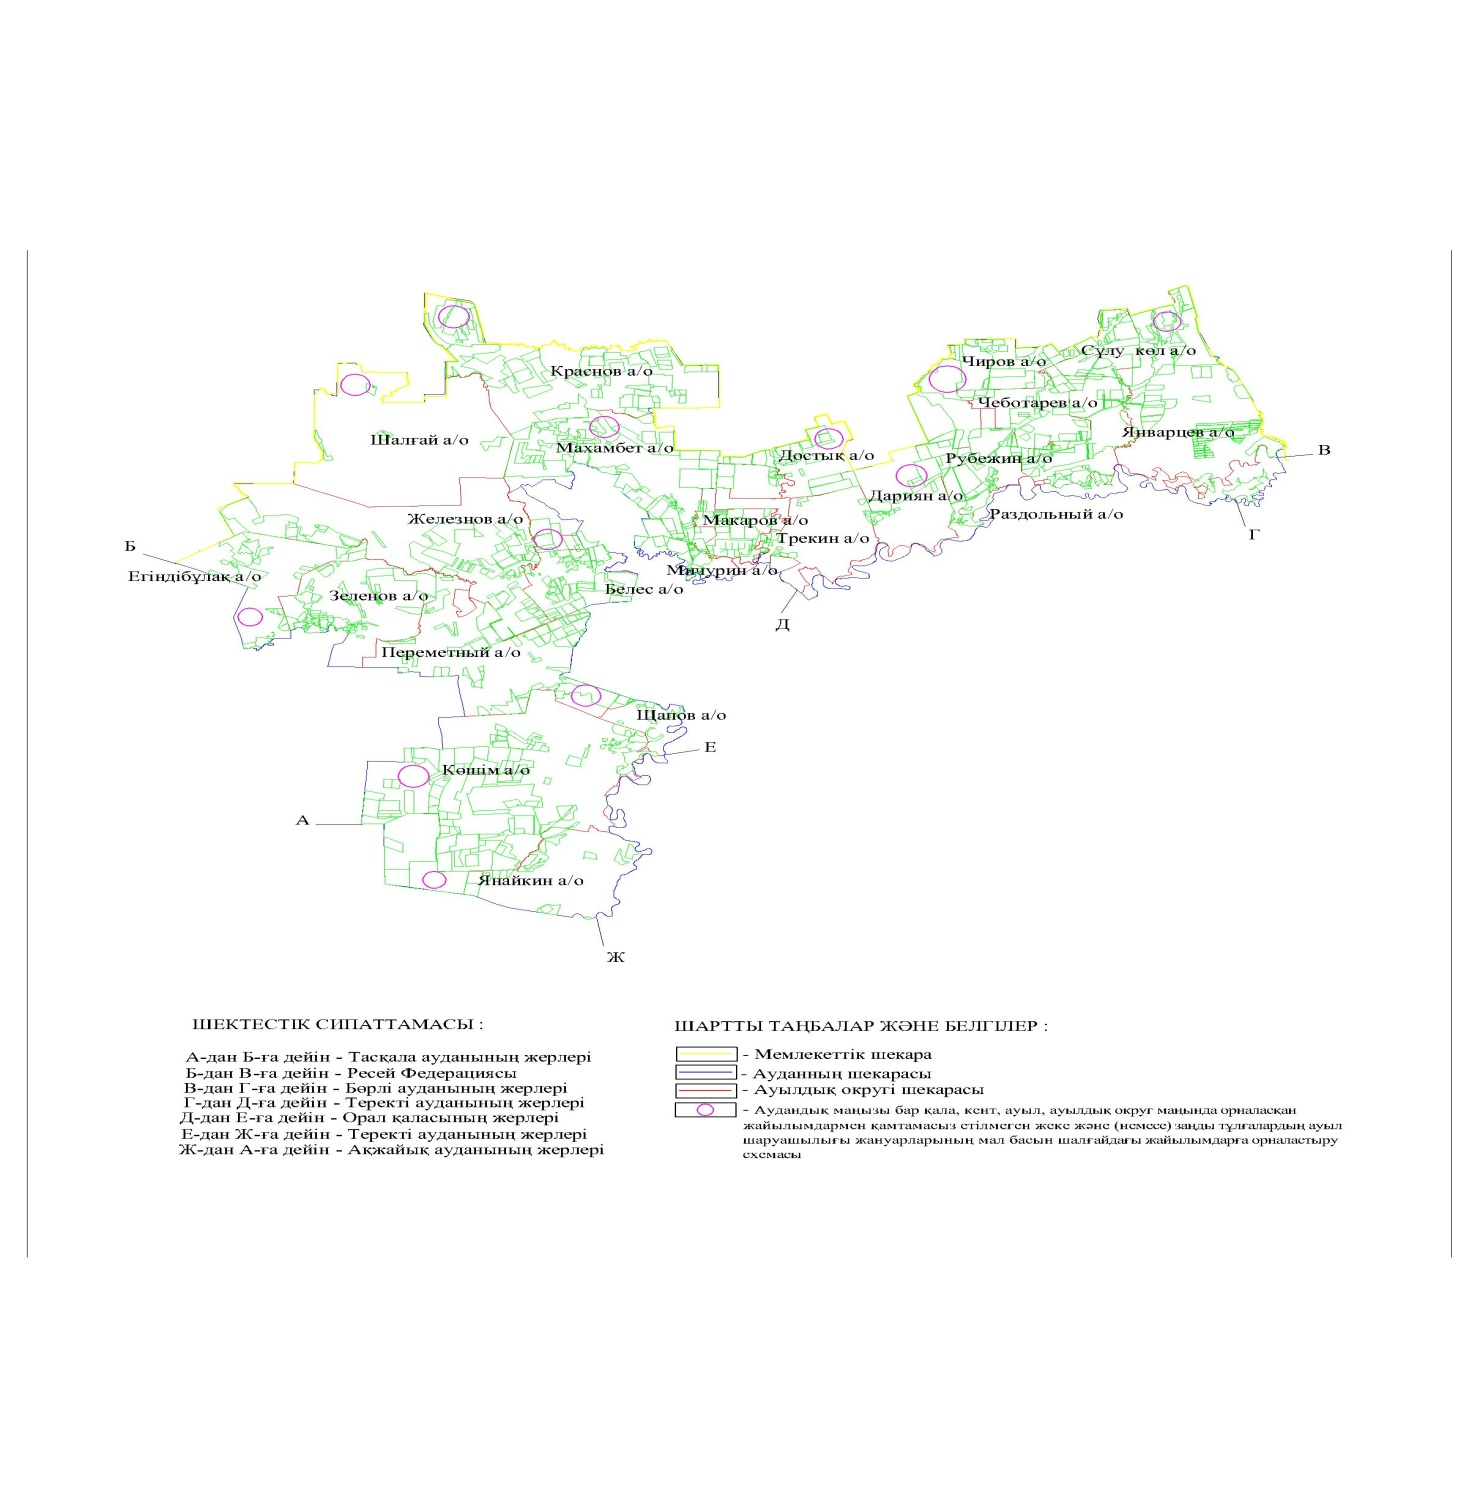 Краснов а/о
Сұлу көл а/о
Чиров а/о
Чеботарев а/о
Шалғай а/о
Махамбет а/о
Достық а/о
Январцев а/о
В
Рубежин а/о
Дариян а/о
Железнов а/о
Макаров а/о
Раздольный а/о
Г
Трекин а/о
Б
Егіндібұлақ а/о
Мичурин а/о
Зеленов а/о
Белес а/о
Д
Переметный а/о
Щапов а/о
Е
Көшім а/о
А
Янайкин а/о
Ж
ШЕКТЕСТІК СИПАТТАМАСЫ :
А-дан Б-ға дейін - Тасқала ауданының жерлері
Б-дан В-ға дейін - Ресей Федерациясы
В-дан Г-ға дейін - Бөрлі ауданының жерлері
Г-дан Д-ға дейін - Теректі ауданының жерлері
Д-дан Е-ға дейін - Орал қаласының жерлері
Е-дан Ж-ға дейін - Теректі ауданының жерлері
Ж-дан А-ға дейін - Ақжайық ауданының жерлері
ШАРТТЫ ТАҢБАЛАР ЖӘНЕ БЕЛГІЛЕР :
- Мемлекеттік шекара
- Ауданның шекарасы
- Ауылдық округі шекарасы
- Аудандық маңызы бар қала, кент, ауыл, ауылдық округ маңында орналасқан
жайылымдармен қамтамасыз етілмеген жеке және (немесе) заңды тұлғалардың ауыл
шаруашылығы жануарларының мал басын шалғайдағы жайылымдарға орналастыру
схемасы